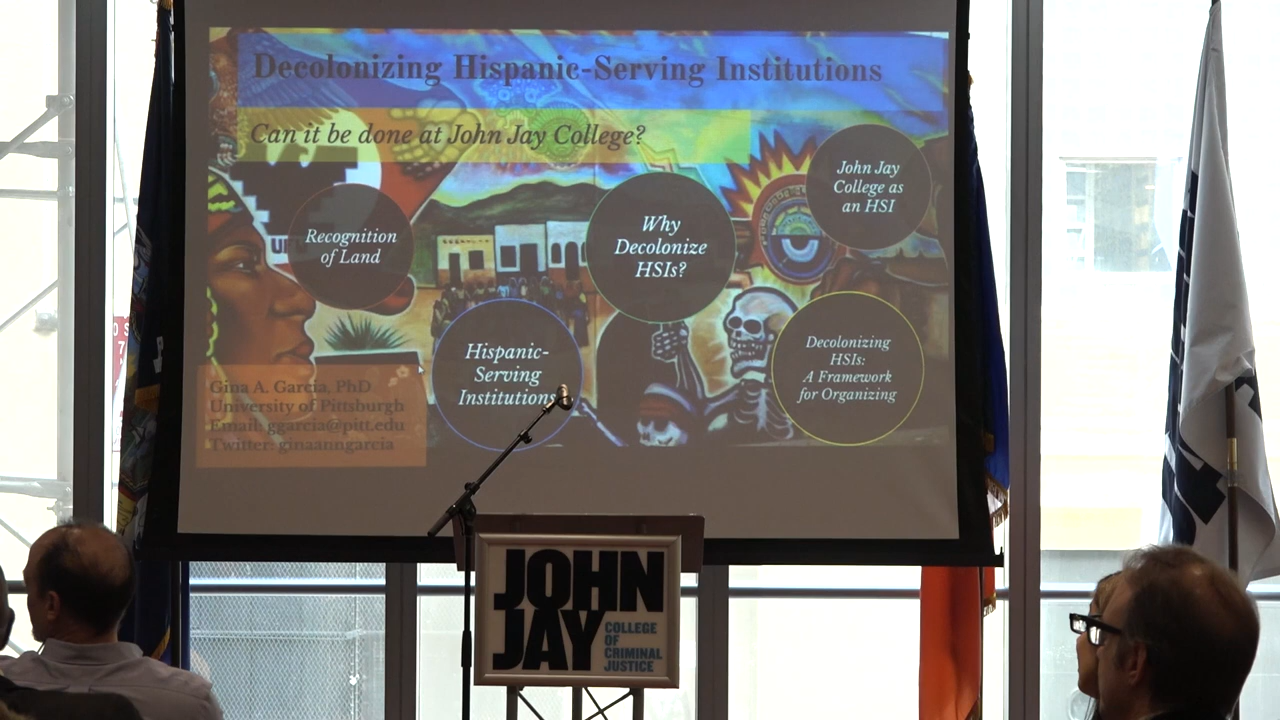 Decolonizing Hispanic-Serving Institutions
Can it be done at John Jay College?
Recognition
of Land
Why
Decolonize
HSIs?
John Jay
College as
an HSI
Hispanic-
Serving
Institutions
Decolonizing
HSIs:
A Framework
for Organizing
Gina A. Garcia, PhD
University of Pittsburgh
Email: ggarcia@pitt.edu
Twitter: ginaanngarcia
JOHN
JAY
COLLEGE
OF
CRIMINAL
JUSTICE